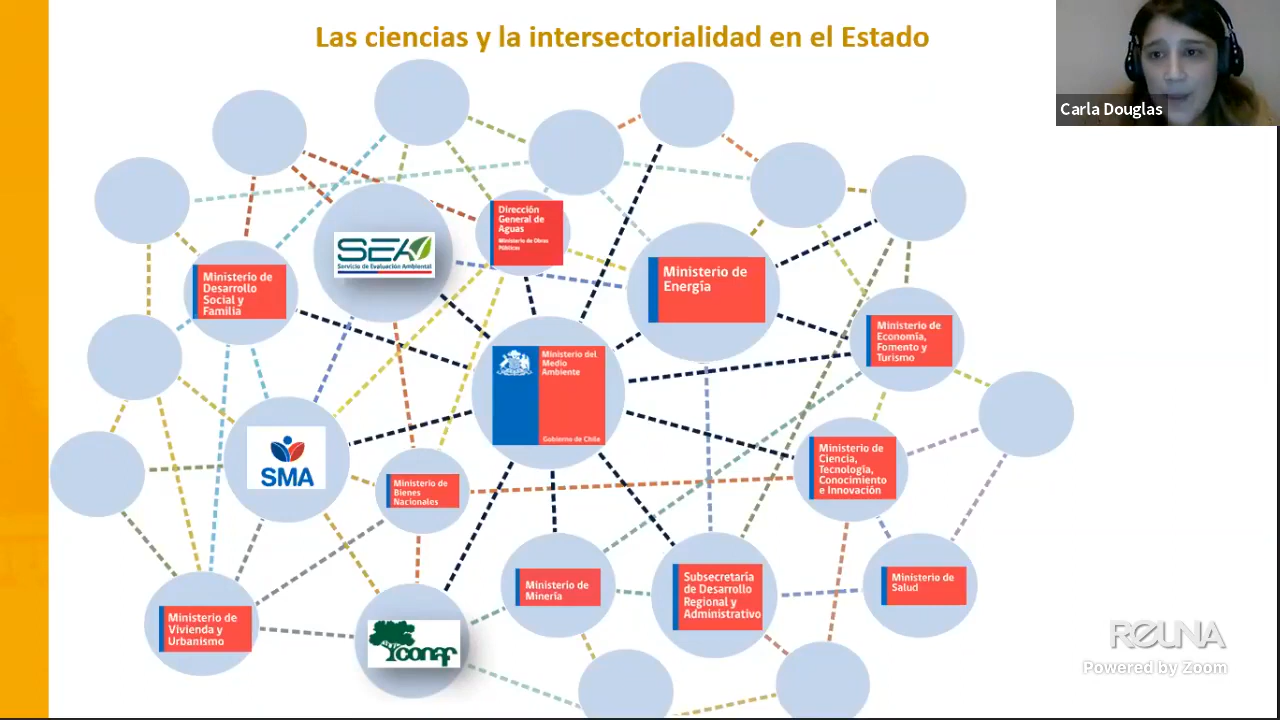 Las ciencias y la intersectorialidad en el Estado
Carla Douglas
Dirección
General de
Aguas
Ministerio de Obras
Públicas
SEA
Servicio de Evaluación Ambiental
Ministerio de
Desarrollo
Social y
Familia
Ministerio de
Energía
Ministerio de
Economía,
Fomento y
Turismo
Ministerio del
Medio
Ambiente
Gobierno de Chile
SMA
Ministerio de
Bienes
Nacionales
Ministerio de
Ciencia,
Tecnología,
Conocimiento
e Innovación
Ministerio de
Minería
Subsecretaría
de Desarrollo
Regional y
Administrativo
Ministerio de
Salud
Ministerio de
Vivienda y
Urbanismo
conaf
REUNA
Powered by Zoom